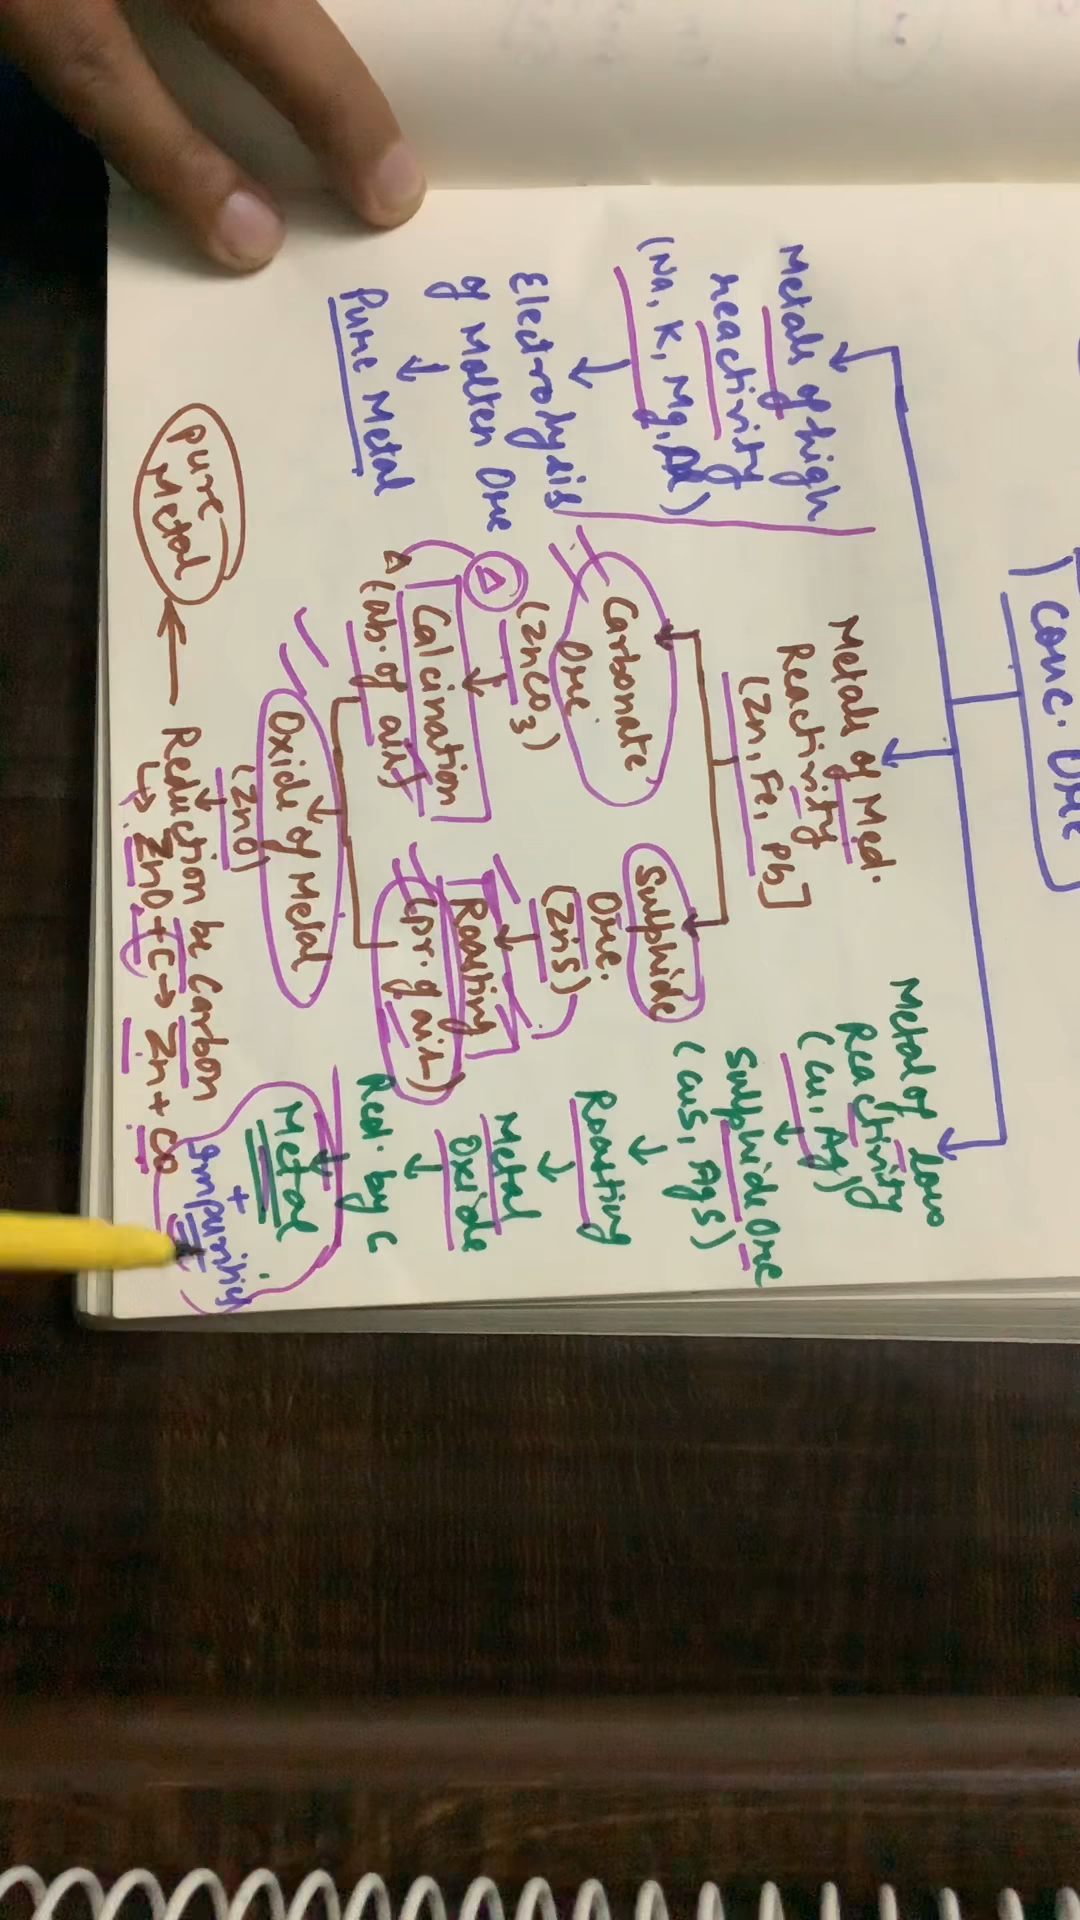 Conc. Ore
Metals of high
reactivity
(Na, K, Mg, Al)
Electrolysis
of Molten Ore
Pure Metal
Metals of Med.
Reactivity
(Zn, Fe, Pb]
Carbonate
Ore.
(ZnCO3)
Δ
Calcination
Δ (ab. of air)
Sulphide
Ore.
(ZnS)
Roasting
(pr. of air)
Oxide of Metal
(ZnO)
Reduction by Carbon
↳ ZnO + C → Zn + CO
Pure
Metal
Metal of Low
Reactivity
(Cu, Ag)
Sulphide Ore
(CuS, AgS)
Roasting
Metal
Oxide
Red. by C
Metal
+